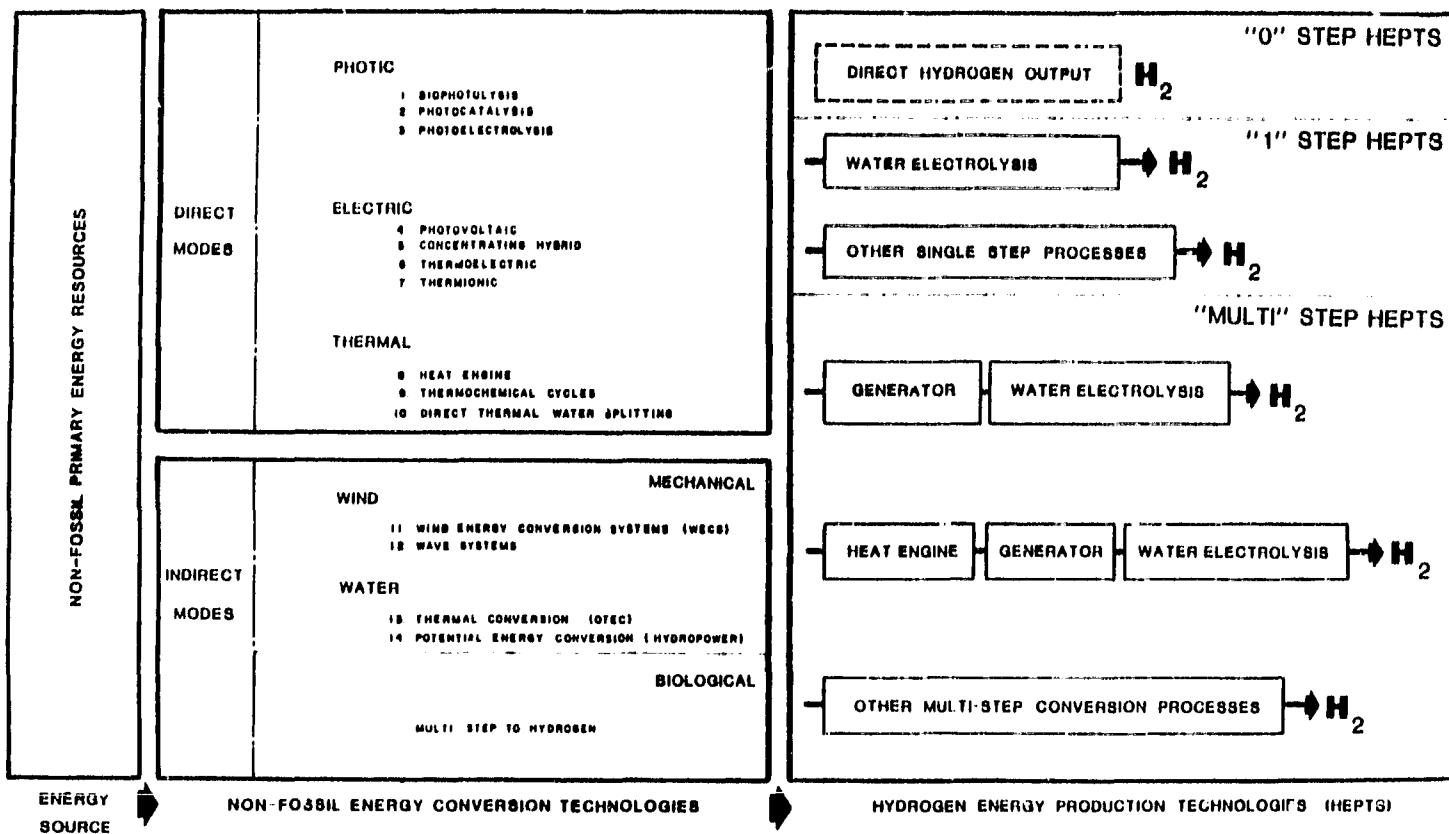 NON-FOSSIL PRIMARY ENERGY RESOURCES
DIRECT
MODES
PHOTIC
1 BIOPHOTOLYSIS
2 PHOTOCATALYSIS
3 PHOTOELECTROLYSIS
ELECTRIC
4 PHOTOVOLTAIC
5 CONCENTRATING HYBRID
6 THERMOELECTRIC
7 THERMIONIC
THERMAL
8 HEAT ENGINE
9 THERMOCHEMICAL CYCLES
10 DIRECT THERMAL WATER SPLITTING
INDIRECT
MODES
MECHANICAL
WIND
11 WIND ENERGY CONVERSION SYSTEMS (WECS)
12 WAVE SYSTEMS
WATER
13 THERMAL CONVERSION (OTEC)
14 POTENTIAL ENERGY CONVERSION (HYDROPOWER)
BIOLOGICAL
MULTI STEP TO HYDROGEN
"0" STEP HEPTS
DIRECT HYDROGEN OUTPUT H2
"1" STEP HEPTS
WATER ELECTROLYSIS H2
OTHER SINGLE STEP PROCESSES H2
"MULTI" STEP HEPTS
GENERATOR WATER ELECTROLYSIS H2
HEAT ENGINE GENERATOR WATER ELECTROLYSIS H2
OTHER MULTI-STEP CONVERSION PROCESSES H2
ENERGY
SOURCE
NON-FOSSIL ENERGY CONVERSION TECHNOLOGIES
HYDROGEN ENERGY PRODUCTION TECHNOLOGIES (HEPTS)